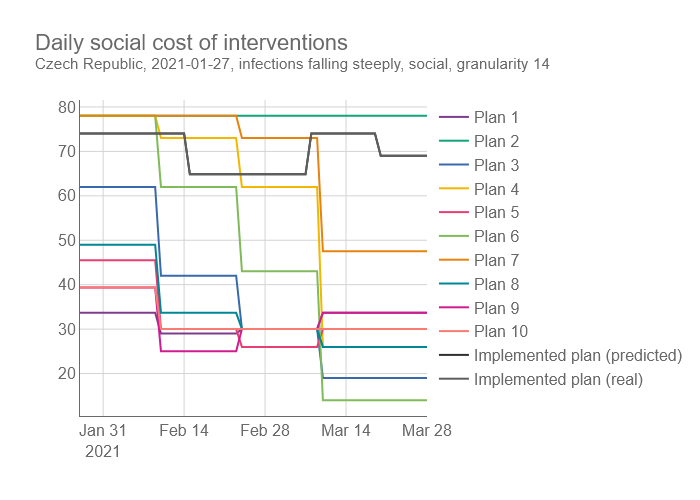 Daily social cost of interventions
Czech Republic, 2021-01-27, infections falling steeply, social, granularity 14
80
70
60
50
40
30
20
Jan 31
2021
Feb 14
Feb 28
Mar 14
Mar 28
Plan 1
Plan 2
Plan 3
Plan 4
Plan 5
Plan 6
Plan 7
Plan 8
Plan 9
Plan 10
Implemented plan (predicted)
Implemented plan (real)